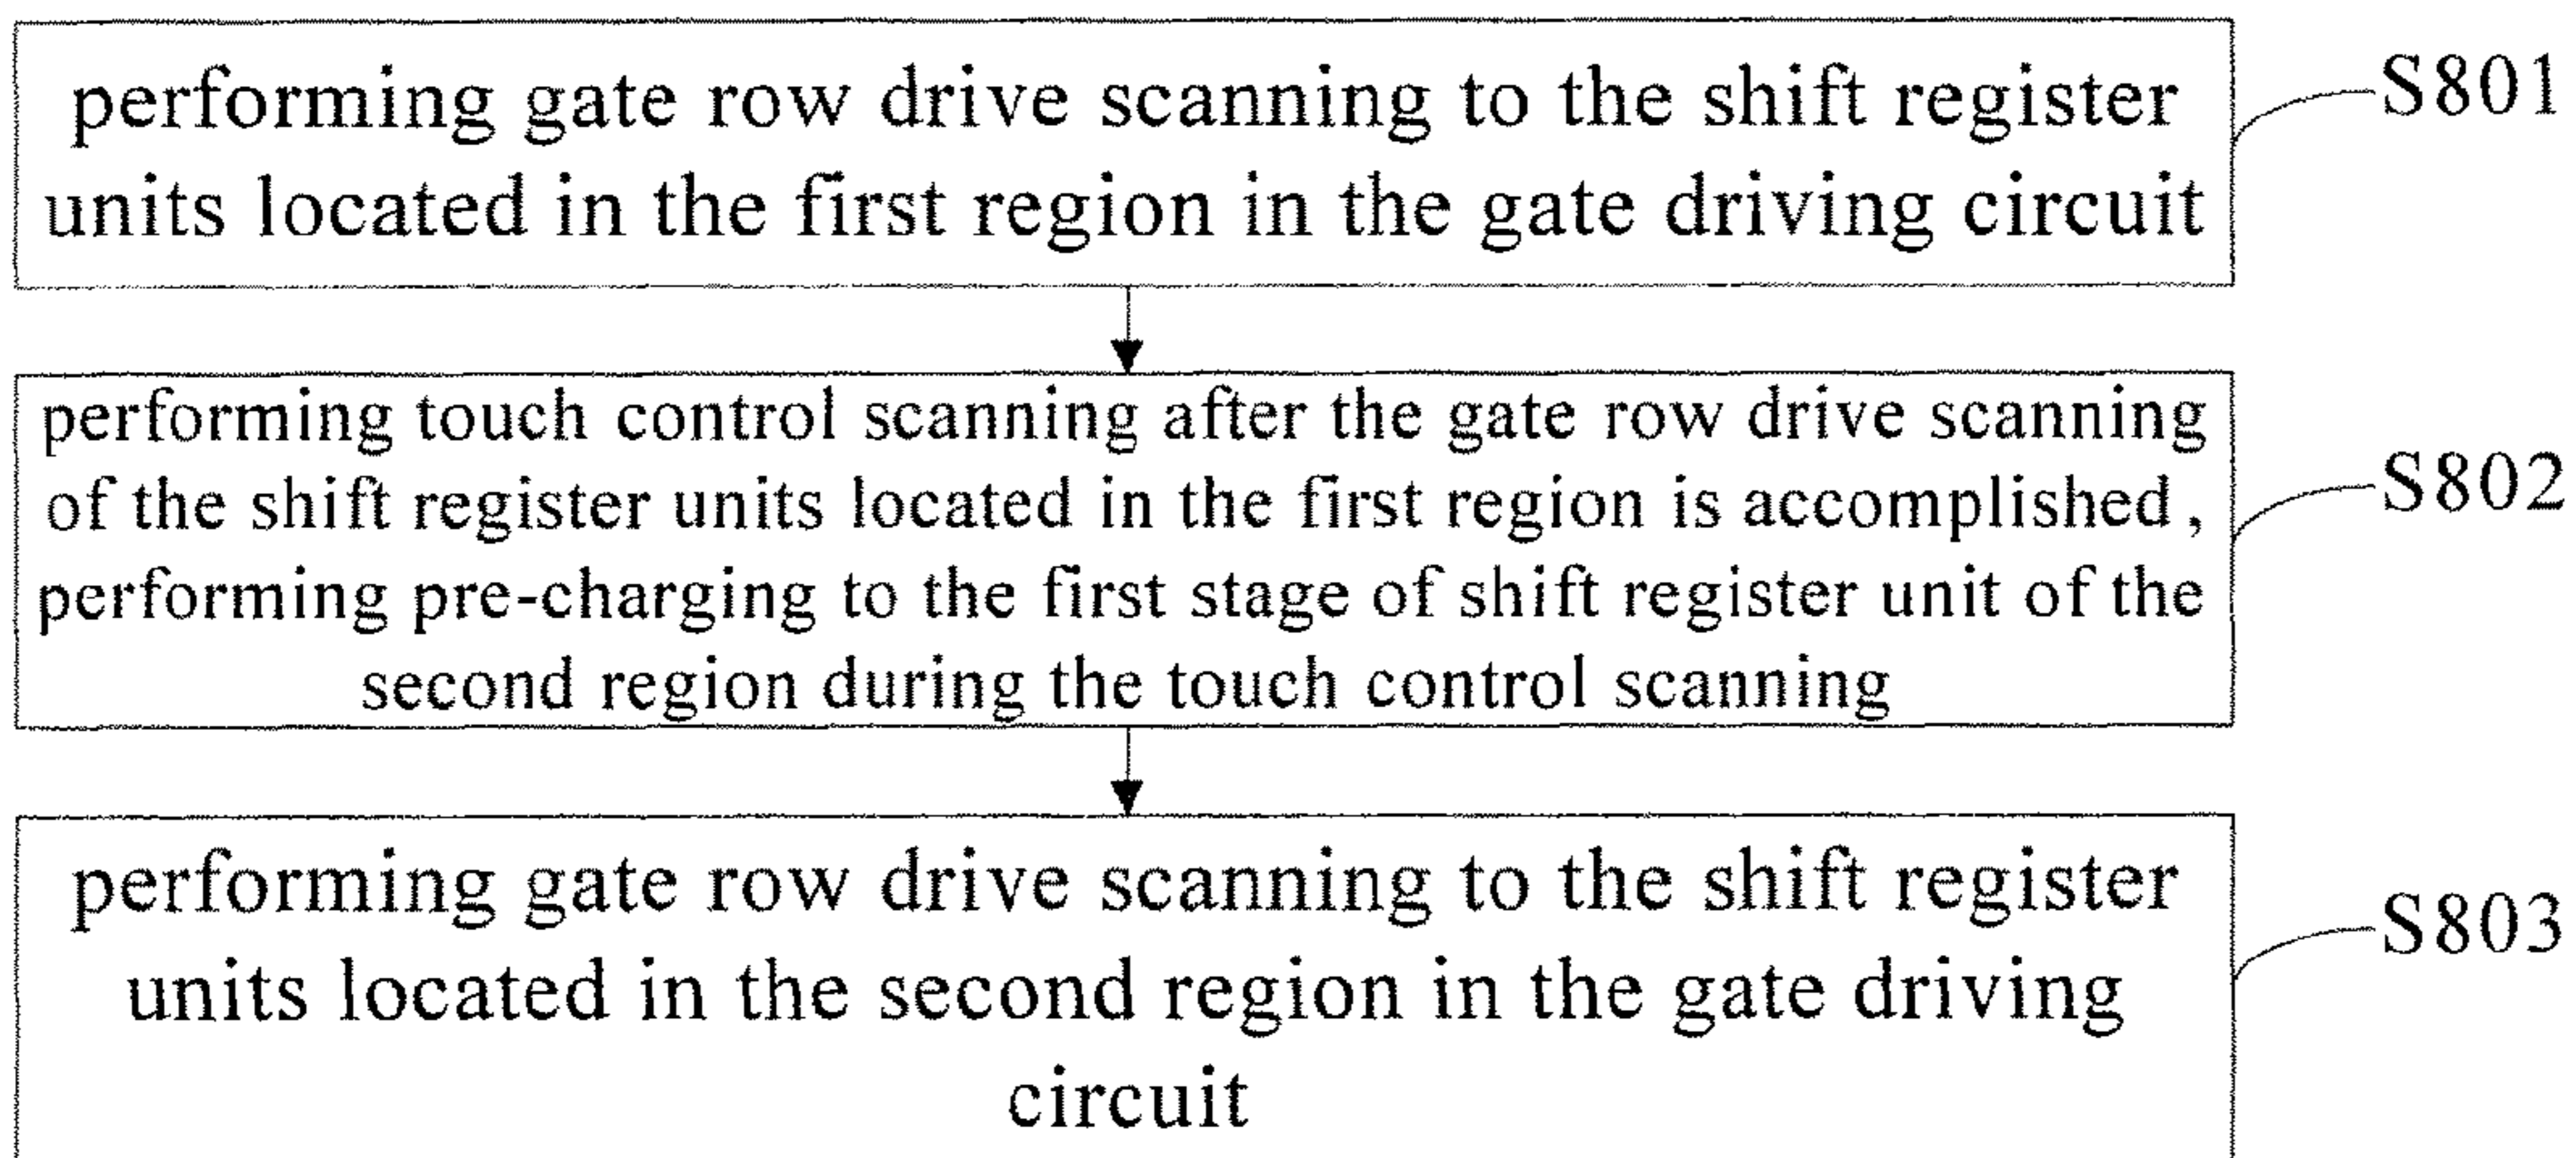 performing gate row drive scanning to the shift register
units located in the first region in the gate driving circuit
S801
performing touch control scanning after the gate row drive scanning
of the shift register units located in the first region is accomplished,
performing pre-charging to the first stage of shift register unit of the
second region during the touch control scanning
S802
performing gate row drive scanning to the shift register
units located in the second region in the gate driving
circuit
S803